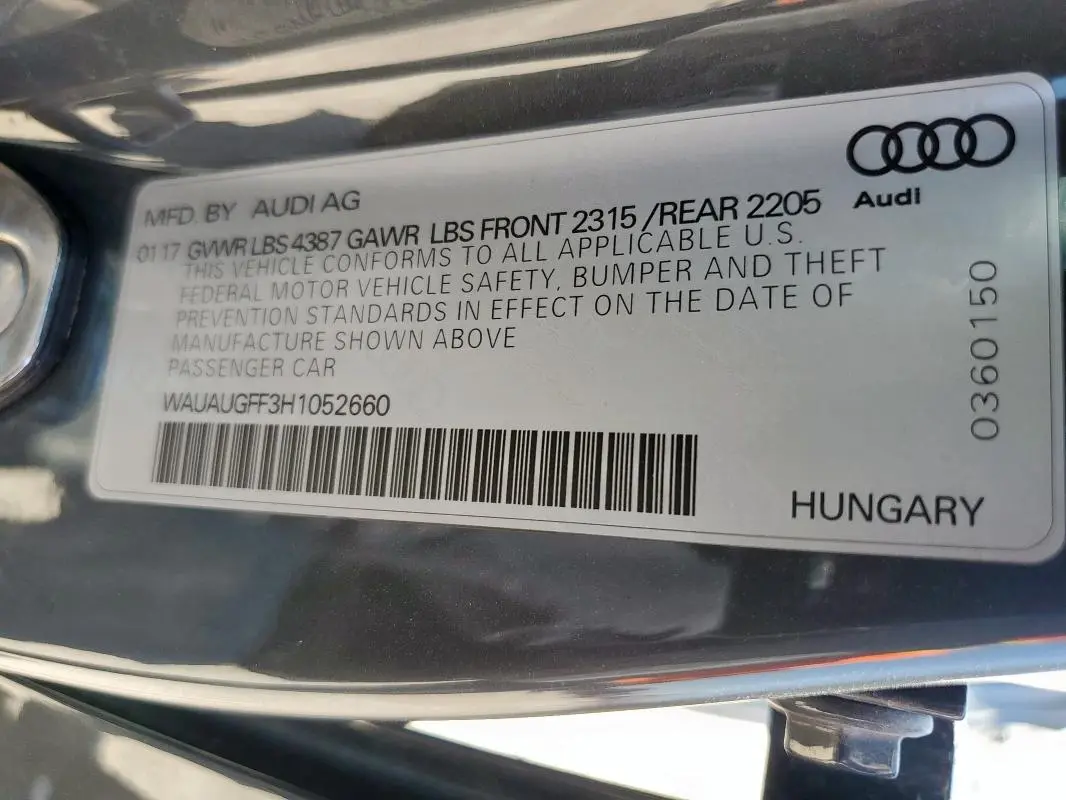 MFD. BY AUDI AG
01 17 GVWR LBS 4387 GAWR LBS FRONT 2315 /REAR 2205
THIS VEHICLE CONFORMS TO ALL APPLICABLE U.S.
FEDERAL MOTOR VEHICLE SAFETY, BUMPER AND THEFT
PREVENTION STANDARDS IN EFFECT ON THE DATE OF
MANUFACTURE SHOWN ABOVE
PASSENGER CAR
WAUAUGFF3H1052660
Audi
0360150
HUNGARY